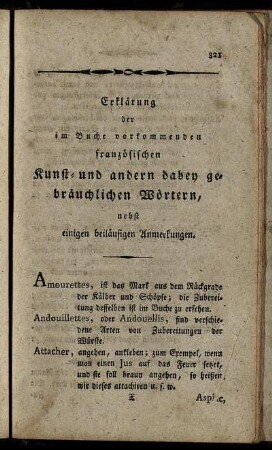 321
Erklärung
der
im Buche vorkommenden
französischen
Kunst- und andern dabey ge-
bräuchlichen Wörtern,
nebst
einigen beiläufigen Anmerkungen.
Amourettes, ist das Mark aus dem Rückgrade
der Kälber und Schöpse; die Zuberei-
tung desselben ist im Buche zu ersehen.
Andouillettes, oder Andouellis, sind verschie-
dene Arten von Zubereitungen der
Würste.
Attacher, angehen, ankleben; zum Exempel, wenn
man einen Jus auf das Feuer setzet,
und sie soll braun angehen, so heißen
wir dieses attachiren u. s. w.
X Aspic,